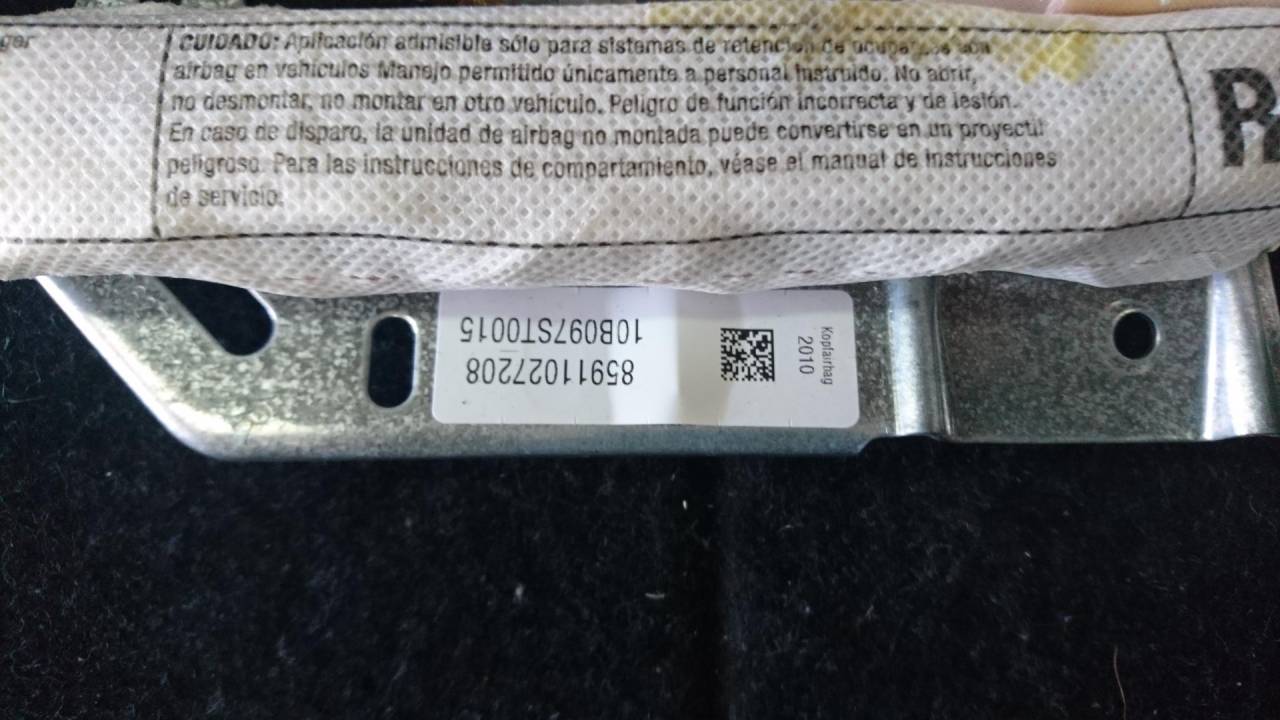 ger
CUIDADO: Aplicación admisible sólo para sistemas de retención de ocupantes con
airbag en vehículos Manejo permitido únicamente a personal instruido. No abrir,
no desmontar, no montar en otro vehículo. Peligro de función incorrecta y de lesión.
En caso de disparo, la unidad de airbag no montada puede convertirse en un proyectil
peligroso. Para las instrucciones de compartamiento, véase el manual de instrucciones
de servicio.
R
85911027208
10B097ST0015
Kopfairbag
2010